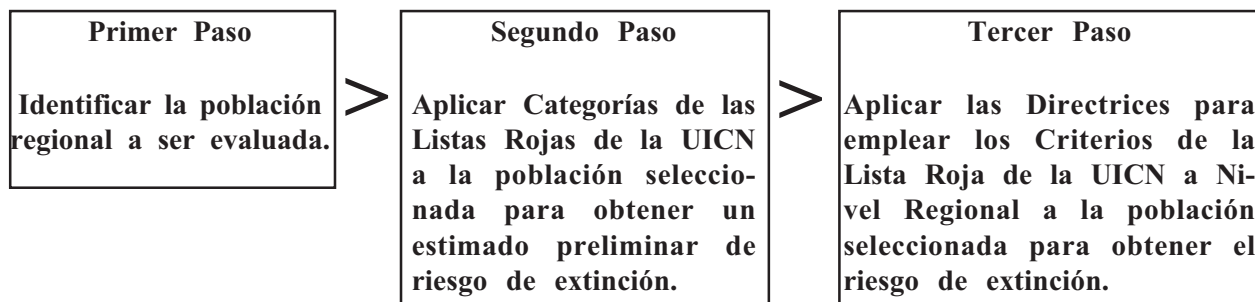 Primer Paso
Identificar la población
regional a ser evaluada.
>
Segundo Paso
Aplicar Categorías de las
Listas Rojas de la UICN
a la población seleccio-
nada para obtener un
estimado preliminar de
riesgo de extinción.
>
Tercer Paso
Aplicar las Directrices para
emplear los Criterios de la
Lista Roja de la UICN a Ni-
vel Regional a la población
seleccionada para obtener el
riesgo de extinción.